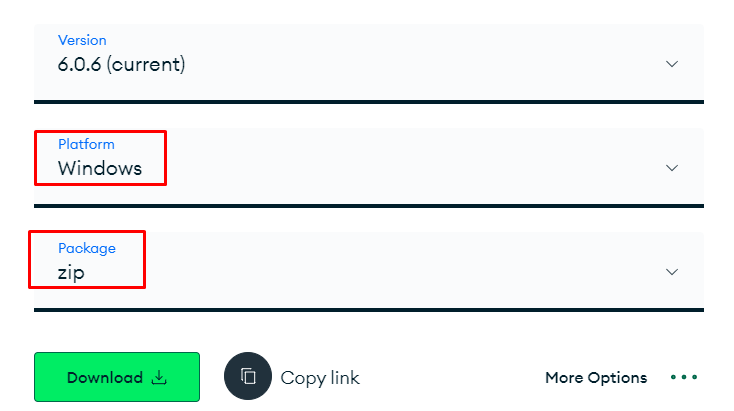 Version
6.0.6 (current)
Platform
Windows
Package
zip
Download
Copy link
More Options